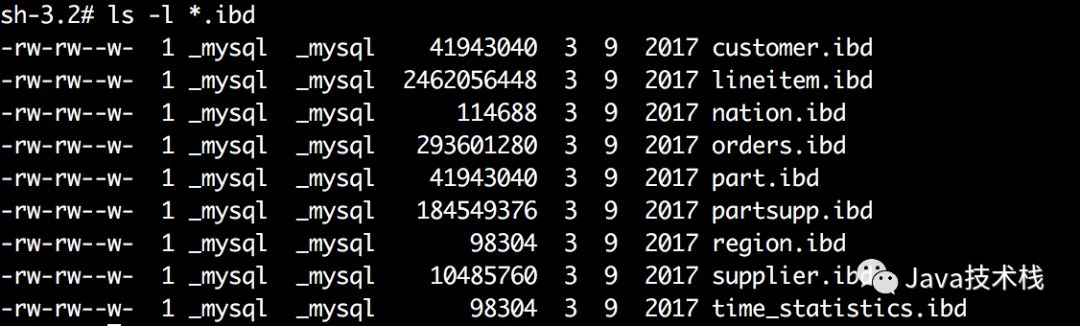 sh-3.2# ls -l *.ibd
-rw-rw--w-  1 _mysql  _mysql    41943040  3  9  2017 customer.ibd
-rw-rw--w-  1 _mysql  _mysql  2462056448  3  9  2017 lineitem.ibd
-rw-rw--w-  1 _mysql  _mysql      114688  3  9  2017 nation.ibd
-rw-rw--w-  1 _mysql  _mysql   293601280  3  9  2017 orders.ibd
-rw-rw--w-  1 _mysql  _mysql    41943040  3  9  2017 part.ibd
-rw-rw--w-  1 _mysql  _mysql   184549376  3  9  2017 partsupp.ibd
-rw-rw--w-  1 _mysql  _mysql       98304  3  9  2017 region.ibd
-rw-rw--w-  1 _mysql  _mysql    10485760  3  9  2017 supplier.ibd
Java技术栈
-rw-rw--w-  1 _mysql  _mysql       98304  3  9  2017 time_statistics.ibd